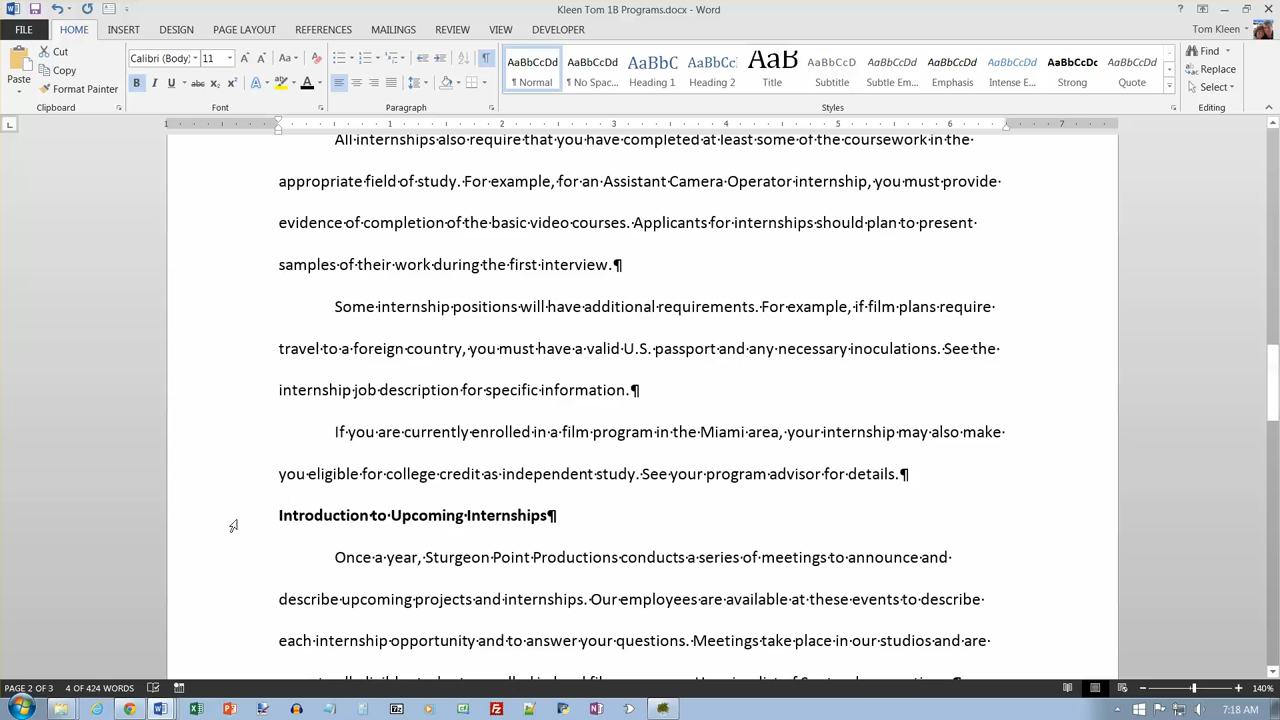 Kleen Tom 1B Programs.docx - Word
FILE HOME INSERT DESIGN PAGE LAYOUT REFERENCES MAILINGS REVIEW VIEW DEVELOPER Tom Kleen
Paste Cut Copy Format Painter
Calibri (Body) 11
AaBbCcDd AaBbCcDd AaBbC AaBbCc AaB AaBbCcD AaBbCcDd AaBbCcDd AaBbCcDd AaBbCcDc AaBbCcDd
¶ Normal ¶ No Spac... Heading 1 Heading 2 Title Subtitle Subtle Em... Emphasis Intense E... Strong Quote
Find Replace Select
Clipboard Font Paragraph Styles Editing
1 1 2 3 4 5 6 7
All·internships·also·require·that·you·have·completed·at·least·some·of·the·coursework·in·the·
appropriate·field·of·study.·For·example,·for·an·Assistant·Camera·Operator·internship,·you·must·provide·
evidence·of·completion·of·the·basic·video·courses.·Applicants·for·internships·should·plan·to·present·
samples·of·their·work·during·the·first·interview.¶
Some·internship·positions·will·have·additional·requirements.·For·example,·if·film·plans·require·
travel·to·a·foreign·country,·you·must·have·a·valid·U.S.·passport·and·any·necessary·inoculations.·See·the·
internship·job·description·for·specific·information.¶
If·you·are·currently·enrolled·in·a·film·program·in·the·Miami·area,·your·internship·may·also·make·
you·eligible·for·college·credit·as·independent·study.·See·your·program·advisor·for·details.¶
Introduction·to·Upcoming·Internships¶
Once·a·year,·Sturgeon·Point·Productions·conducts·a·series·of·meetings·to·announce·and·
describe·upcoming·projects·and·internships.·Our·employees·are·available·at·these·events·to·describe·
each·internship·opportunity·and·to·answer·your·questions.·Meetings·take·place·in·our·studios·and·are·
PAGE 2 OF 3 4 OF 424 WORDS 140%
7:18 AM